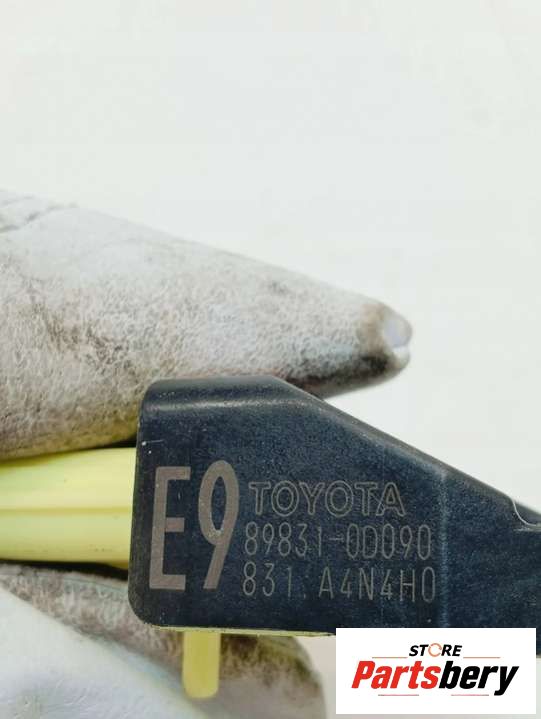 E9
TOYOTA
89831-0D090
831 A4N4H0
STORE
Partsbery